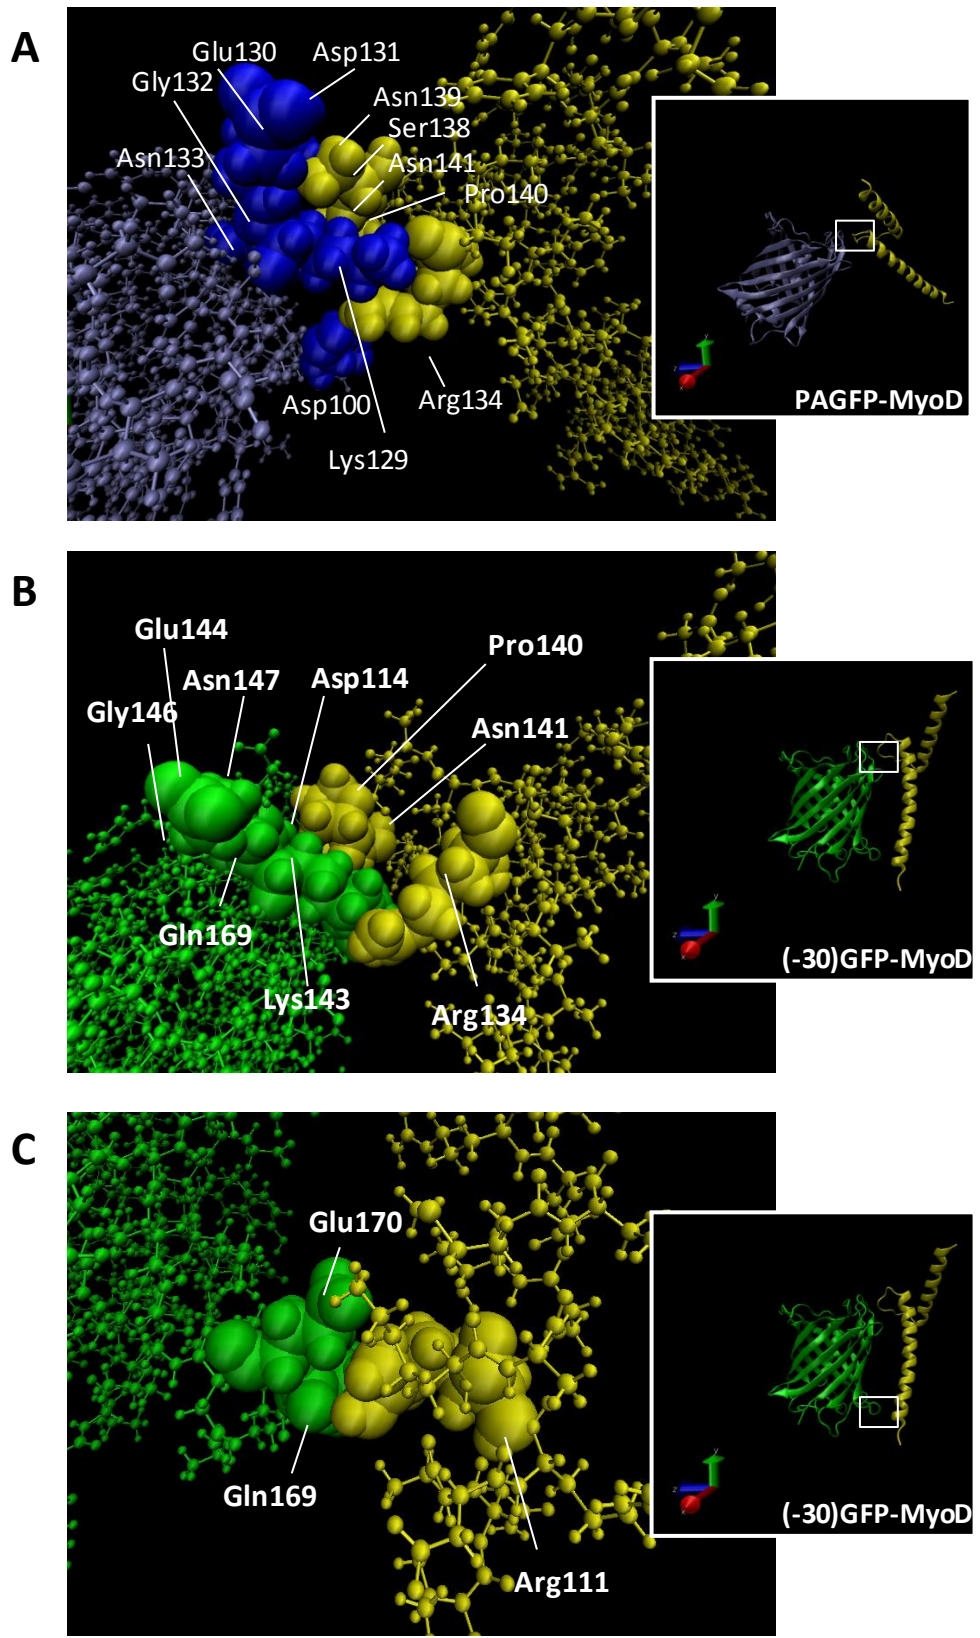 A
Glu130
Asp131
Gly132
Asn139
Ser138
Asn133
Asn141
Pro140
Asp100
Arg134
Lys129
PAGFP-MyoD
B
Glu144
Pro140
Asn147
Asp114
Gly146
Asn141
Gln169
Lys143
Arg134
(-30)GFP-MyoD
C
Glu170
Gln169
Arg111
(-30)GFP-MyoD